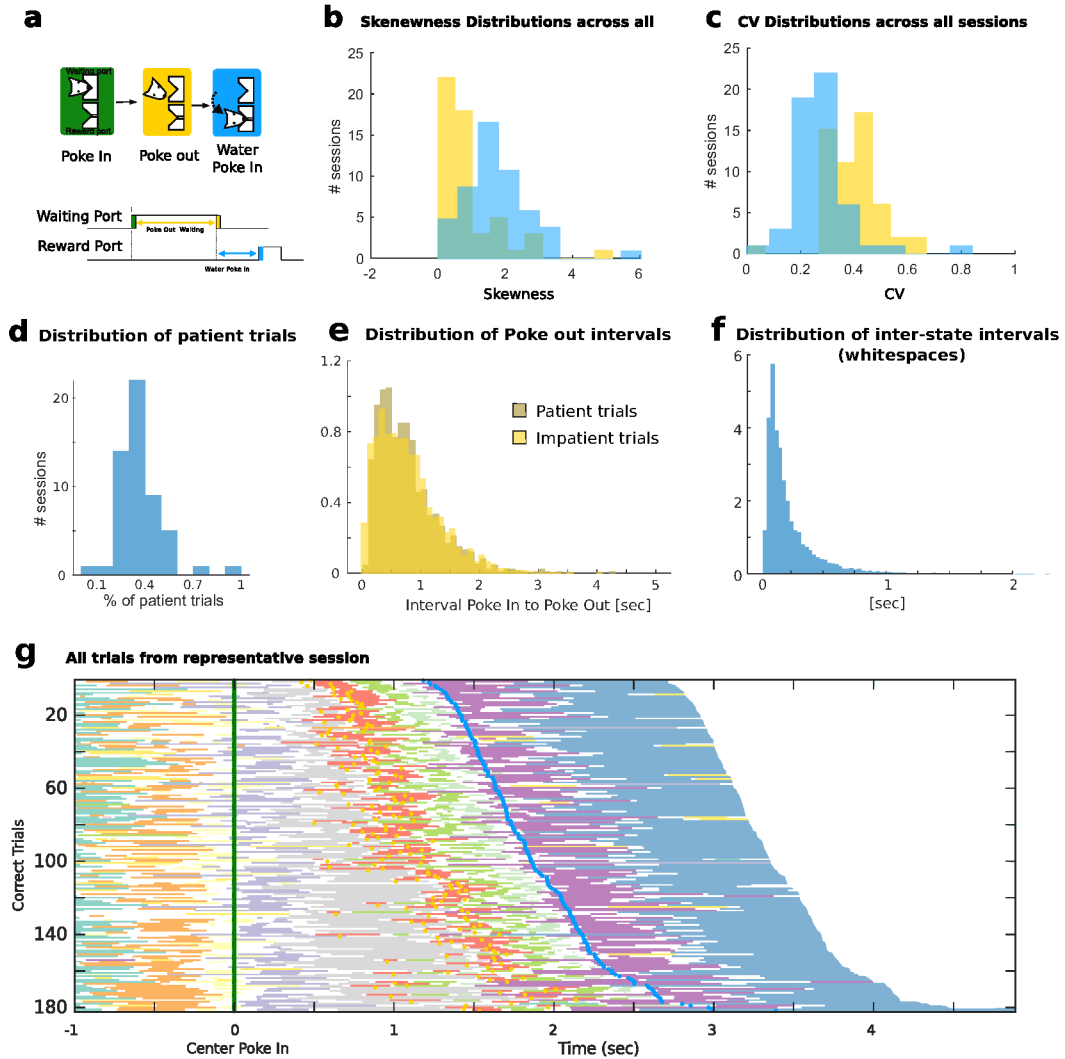 a
Waiting port
Reward port
Poke In
Poke out
Water
Poke In
Waiting Port
Poke Out Waiting
Reward Port
Water Poke In
b
Skenewness Distributions across all
25
20
15
10
5
0
# sessions
-2
0
2
4
6
Skewness
c
CV Distributions across all sessions
25
20
15
10
5
0
# sessions
0
0.2
0.4
0.6
0.8
1
CV
d
Distribution of patient trials
20
10
0
# sessions
0.1
0.4
0.7
1
% of patient trials
e
Distribution of Poke out intervals
1.2
0.8
0.4
0
Patient trials
Impatient trials
0
1
2
3
4
5
Interval Poke In to Poke Out [sec]
f
Distribution of inter-state intervals
(whitespaces)
6
4
2
0
0
1
2
[sec]
g
All trials from representative session
20
60
100
140
180
Correct Trials
-1
0
1
2
3
4
Center Poke In
Time (sec)